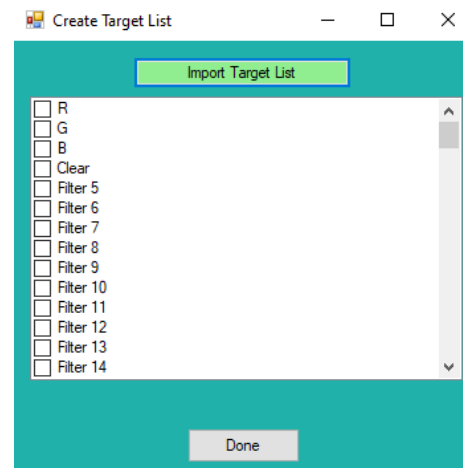 Create Target List
Import Target List
R
G
B
Clear
Filter 5
Filter 6
Filter 7
Filter 8
Filter 9
Filter 10
Filter 11
Filter 12
Filter 13
Filter 14
Done